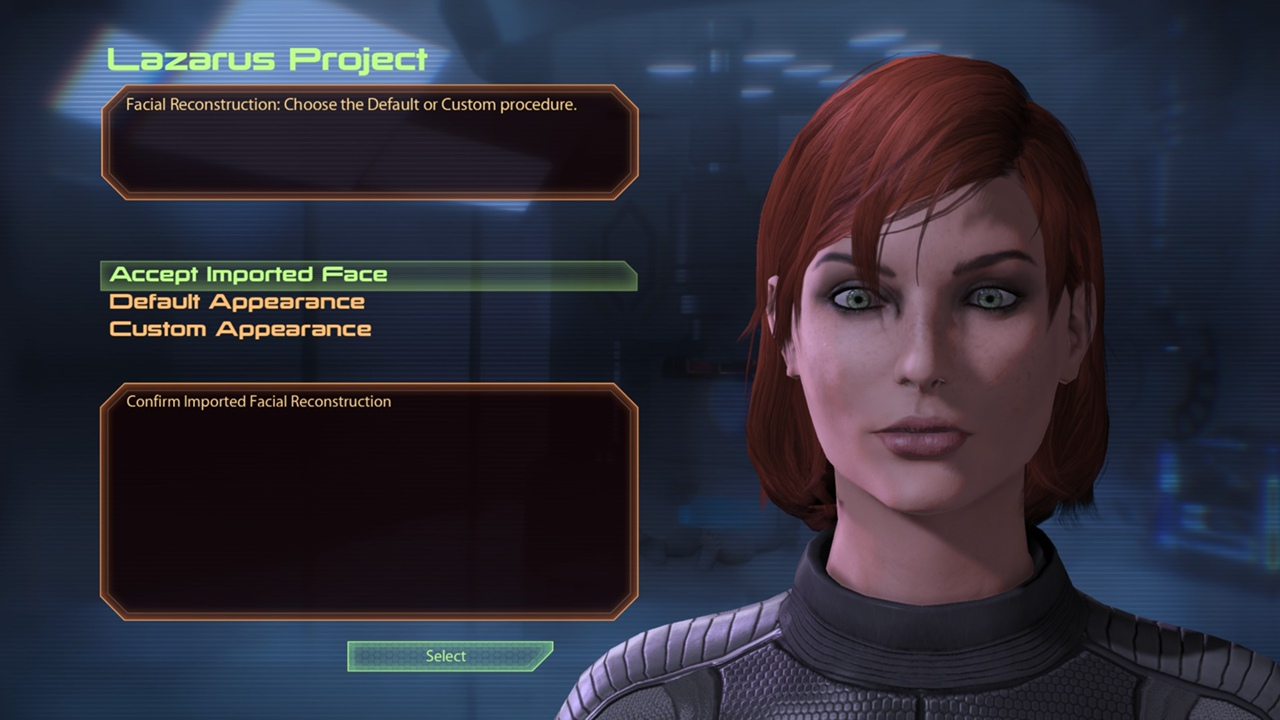 Lazarus Project
Facial Reconstruction: Choose the Default or Custom procedure.
Accept Imported Face
Default Appearance
Custom Appearance
Confirm Imported Facial Reconstruction
Select